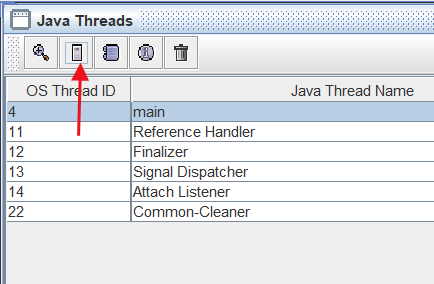 Java Threads
OS Thread ID Java Thread Name
4 main
11 Reference Handler
12 Finalizer
13 Signal Dispatcher
14 Attach Listener
22 Common-Cleaner